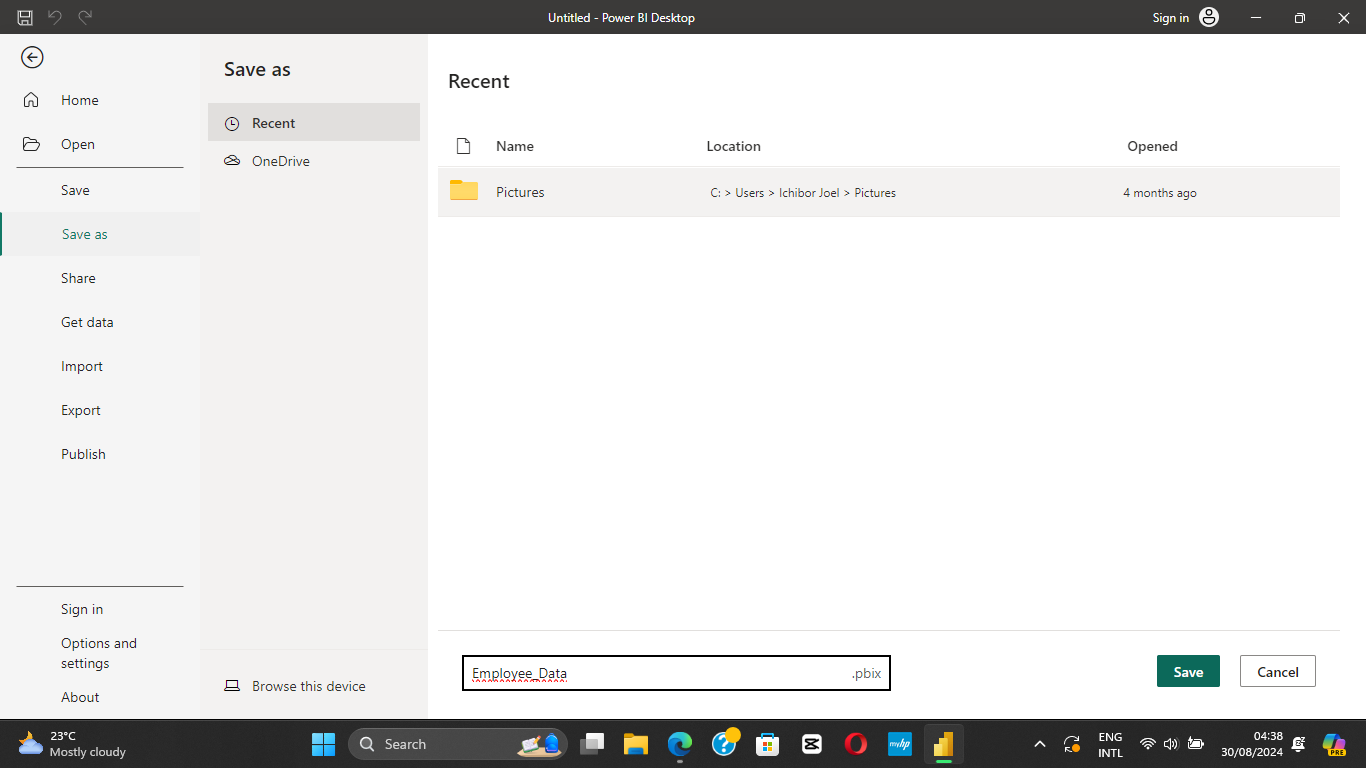 Untitled - Power BI Desktop
Sign in
Home
Open
Save
Save as
Share
Get data
Import
Export
Publish
Sign in
Options and
settings
About
Save as
Recent
OneDrive
Browse this device
Recent
Name Location Opened
Pictures C: > Users > Ichibor Joel > Pictures 4 months ago
Employee_Data .pbix
Save Cancel
23°C
Mostly cloudy
Search
myhp
ENG
INTL
04:38
30/08/2024
PRE